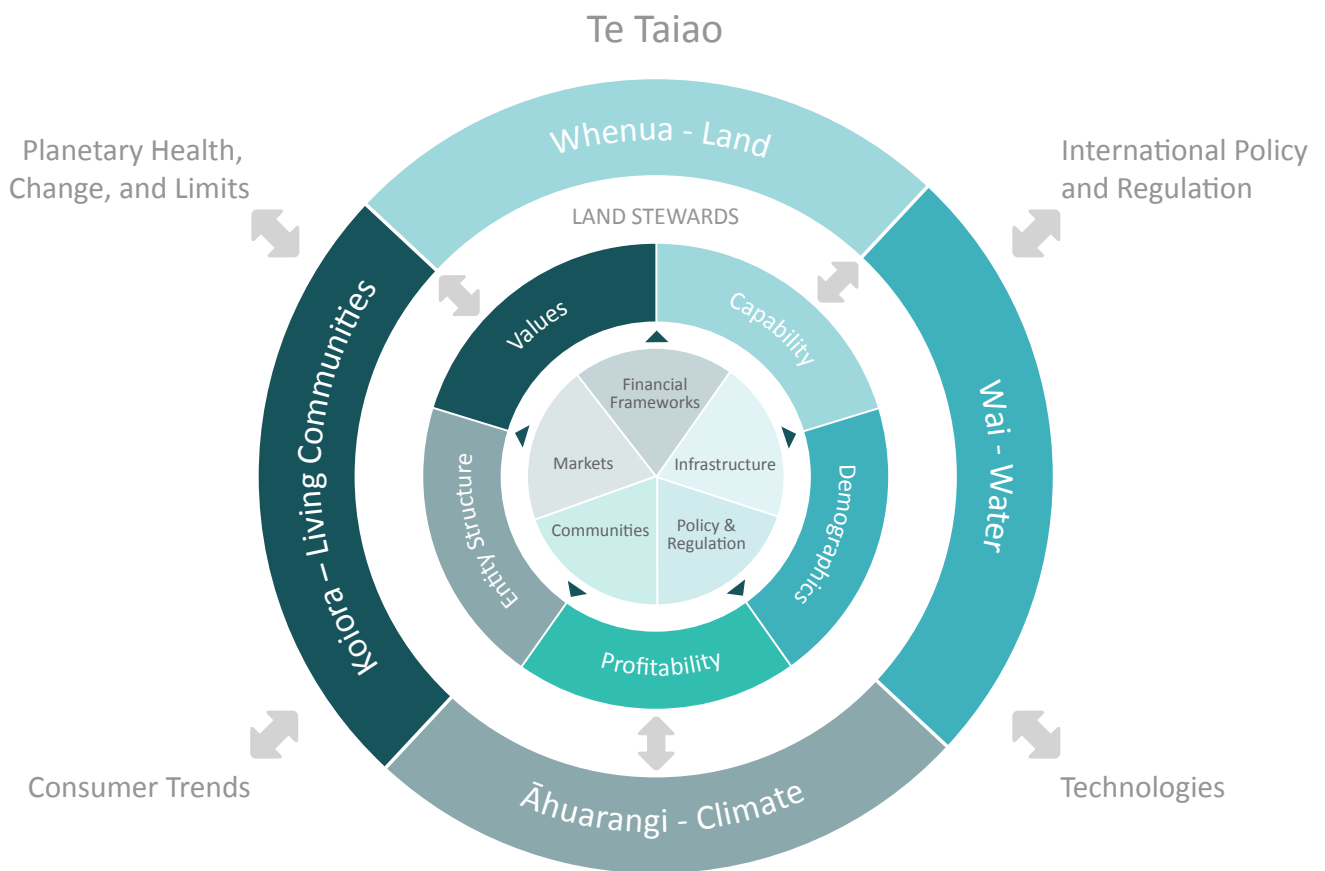 Te Taiao
Planetary Health,
Change, and Limits
International Policy
and Regulation
Whenua - Land
LAND STEWARDS
Values
Capability
Financial
Frameworks
Markets
Infrastructure
Communities
Policy &
Regulation
Entity Structure
Demographics
Profitability
Koiora – Living Communities
Wai - Water
Āhuarangi - Climate
Consumer Trends
Technologies